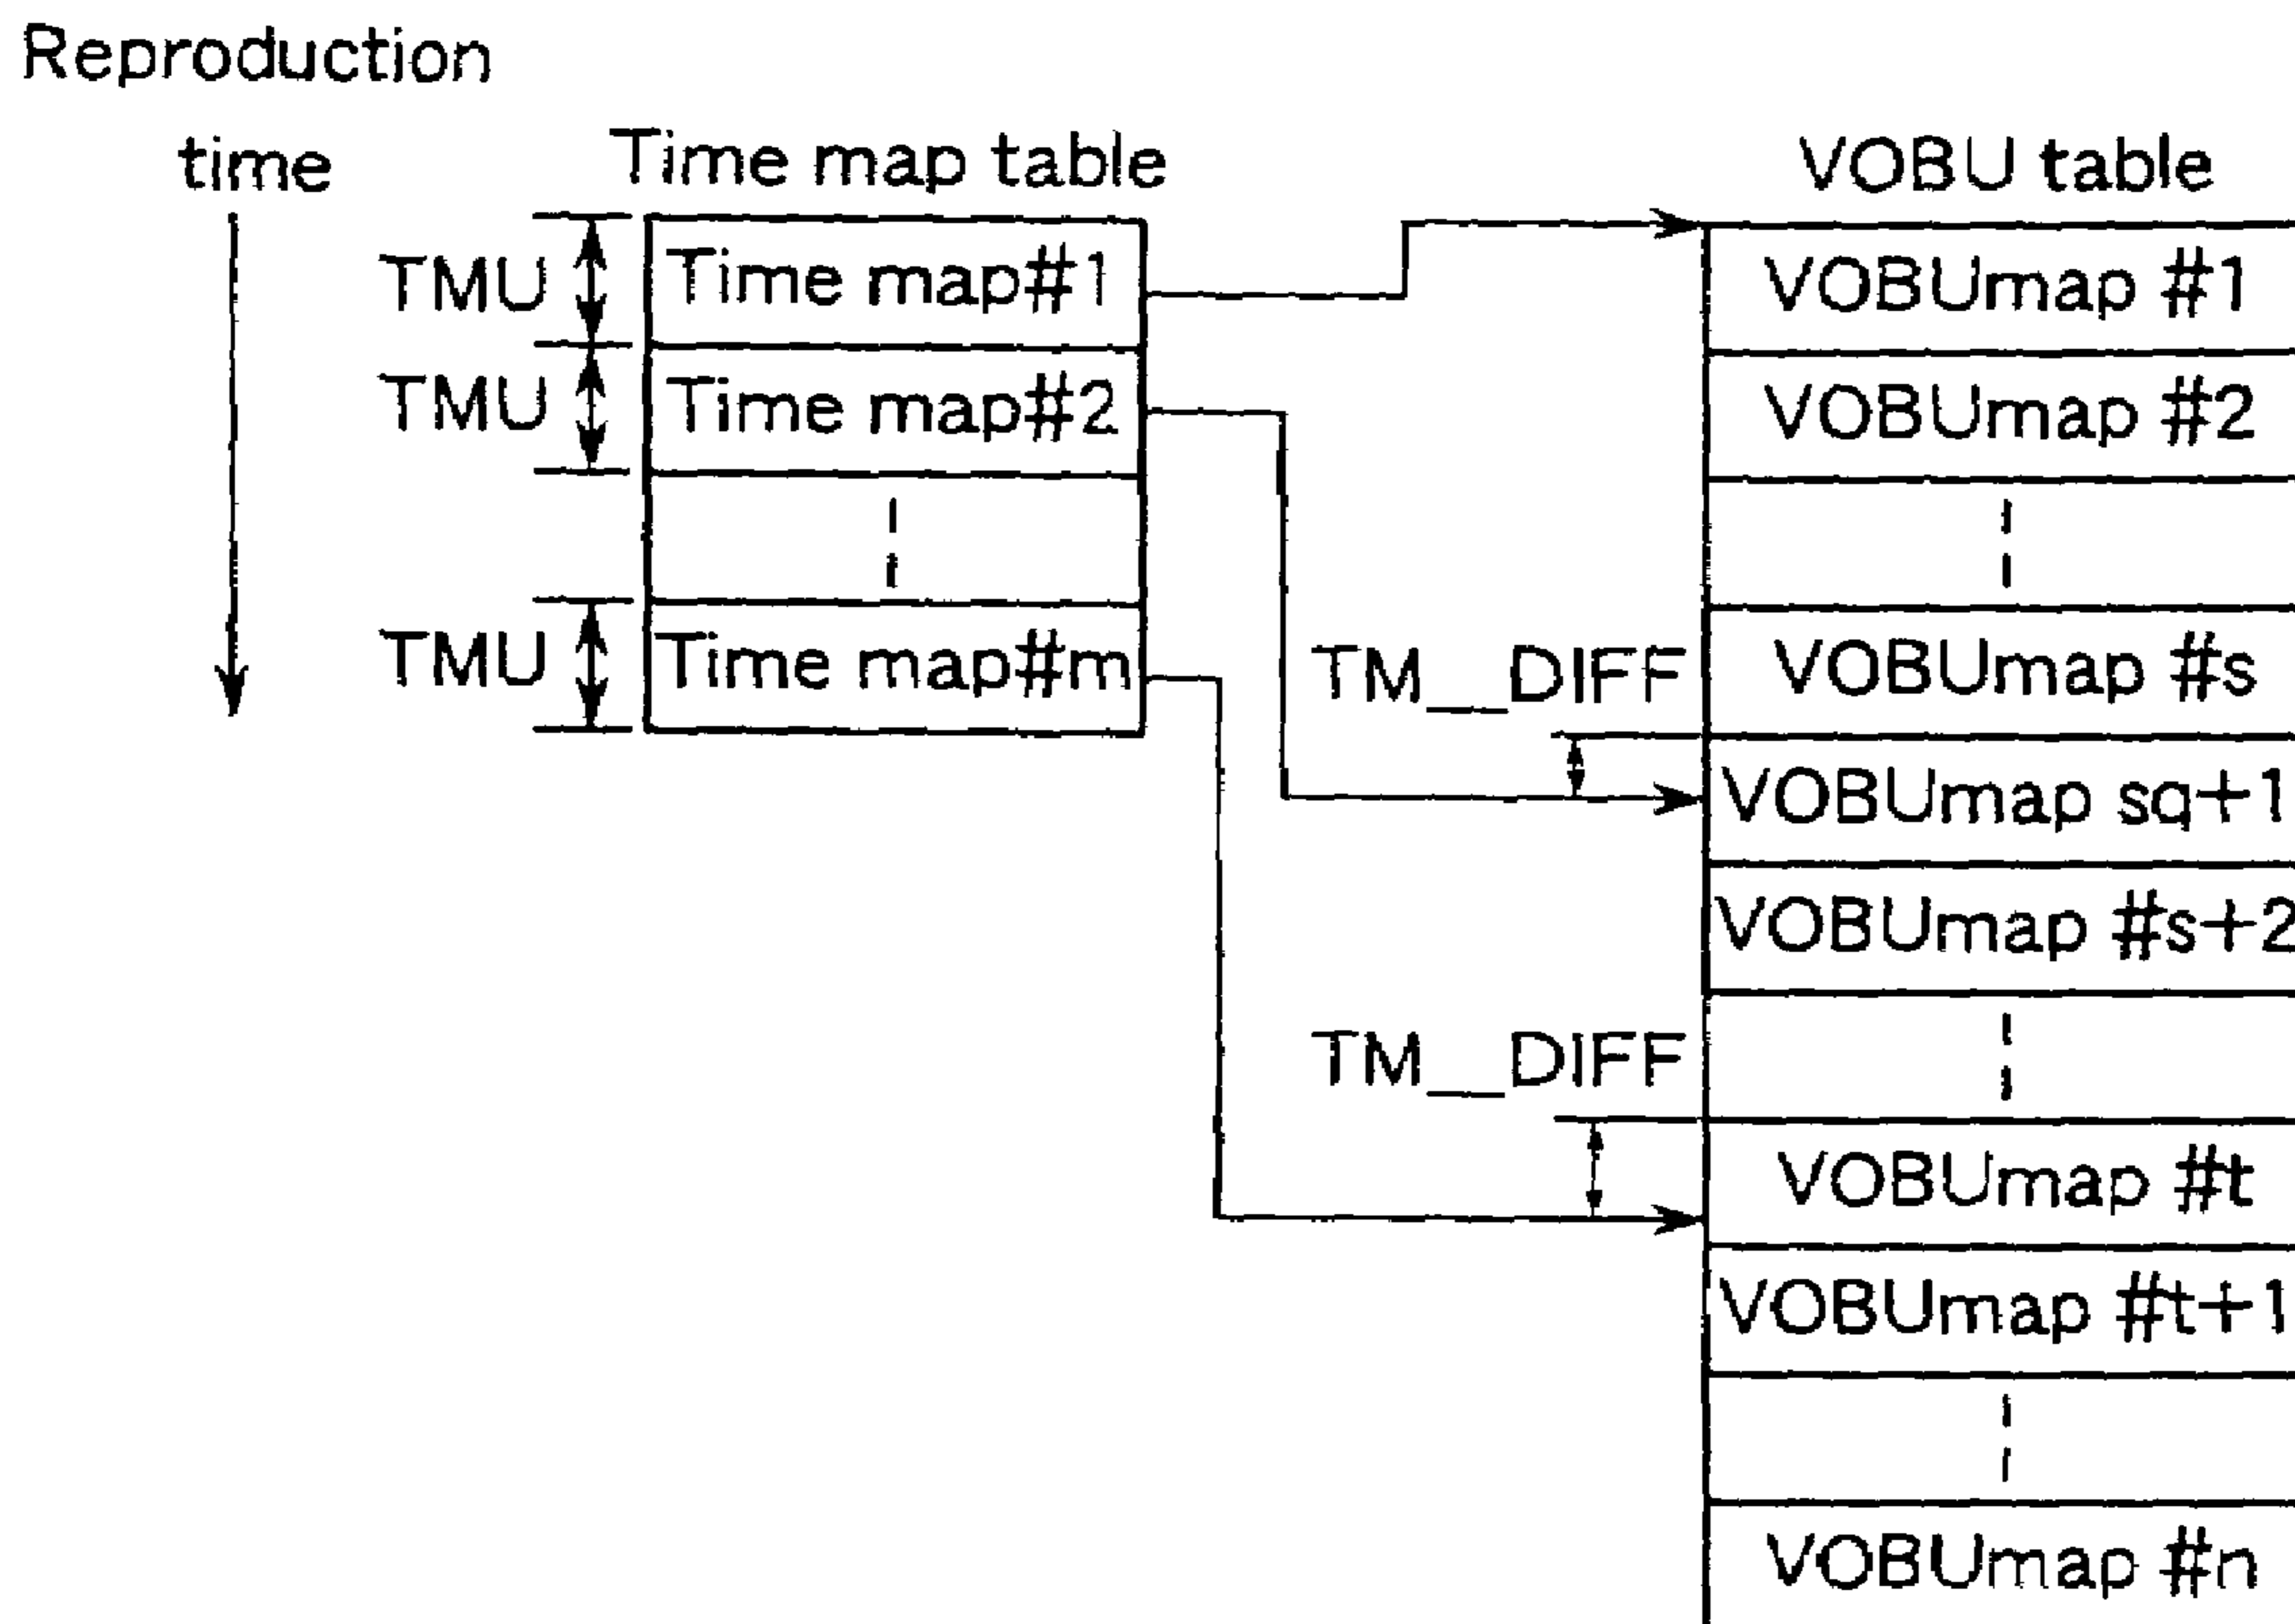 Reproduction
time
Time map table
VOBU table
TMU
Time map#1
VOBUmap #1
TMU
Time map#2
VOBUmap #2
TMU
Time map#m
TM__DIFF
VOBUmap #s
VOBUmap sq+1
VOBUmap #s+2
TM__DIFF
VOBUmap #t
VOBUmap #t+1
VOBUmap #n